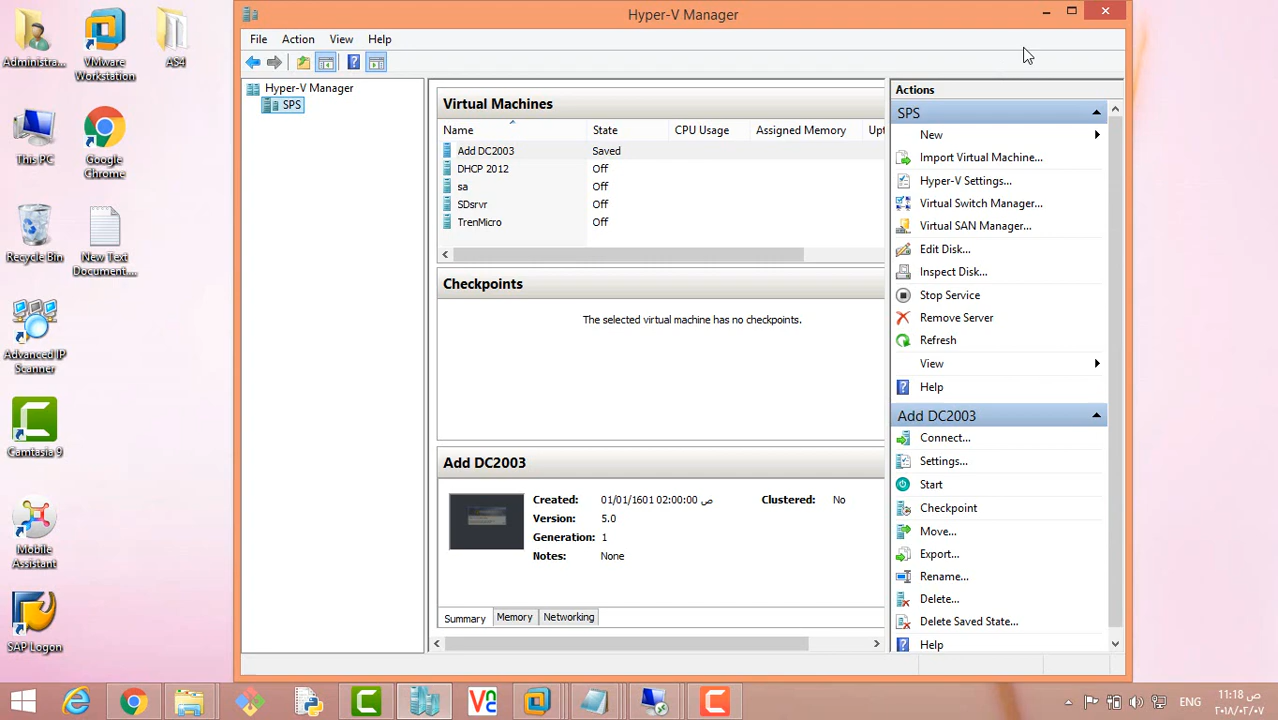 Administra...
VMware
Workstation
AS4
This PC
Google
Chrome
Recycle Bin
New Text
Document....
Advanced IP
Scanner
Camtasia 9
Mobile
Assistant
SAP Logon
Hyper-V Manager
File Action View Help
Hyper-V Manager
SPS
Virtual Machines
Name State CPU Usage Assigned Memory Upt
Add DC2003 Saved
DHCP 2012 Off
sa Off
SDsrvr Off
TrenMicro Off
Checkpoints
The selected virtual machine has no checkpoints.
Add DC2003
Created: 01/01/1601 02:00:00 ص Clustered: No
Version: 5.0
Generation: 1
Notes: None
Summary Memory Networking
Actions
SPS
New
Import Virtual Machine...
Hyper-V Settings...
Virtual Switch Manager...
Virtual SAN Manager...
Edit Disk...
Inspect Disk...
Stop Service
Remove Server
Refresh
View
Help
Add DC2003
Connect...
Settings...
Start
Checkpoint
Move...
Export...
Rename...
Delete...
Delete Saved State...
Help
ENG
11:18 ص
٢٠١٨/٠٢/٠٧